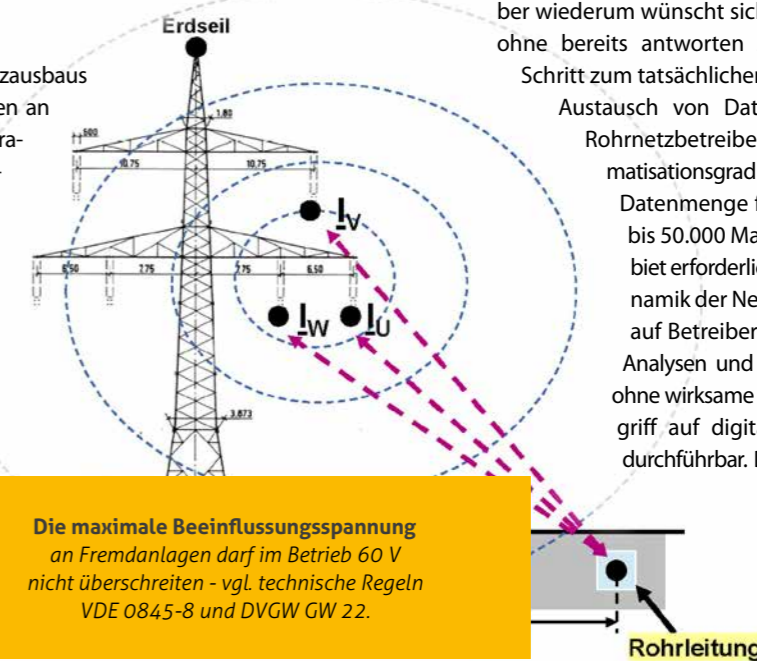 zausbaus
en an
ra-
ber wiederum wünscht sich
ohne bereits antworten
Schritt zum tatsächlichen
Austausch von Dat
Rohrnetzbetreibe
matisationsgrad
Datenmenge f
bis 50.000 Ma
biet erforderlic
namik der Ne
auf Betreiber
Analysen und
ohne wirksame
griff auf digit
durchführbar.
Erdseil
1,80
500
10,75
10,75
I_V
6,50
7,75
7,75
6,50
I_W
I_U
3,873
Die maximale Beeinflussungsspannung
an Fremdanlagen darf im Betrieb 60 V
nicht überschreiten - vgl. technische Regeln
VDE 0845-8 und DVGW GW 22.
Rohrleitung